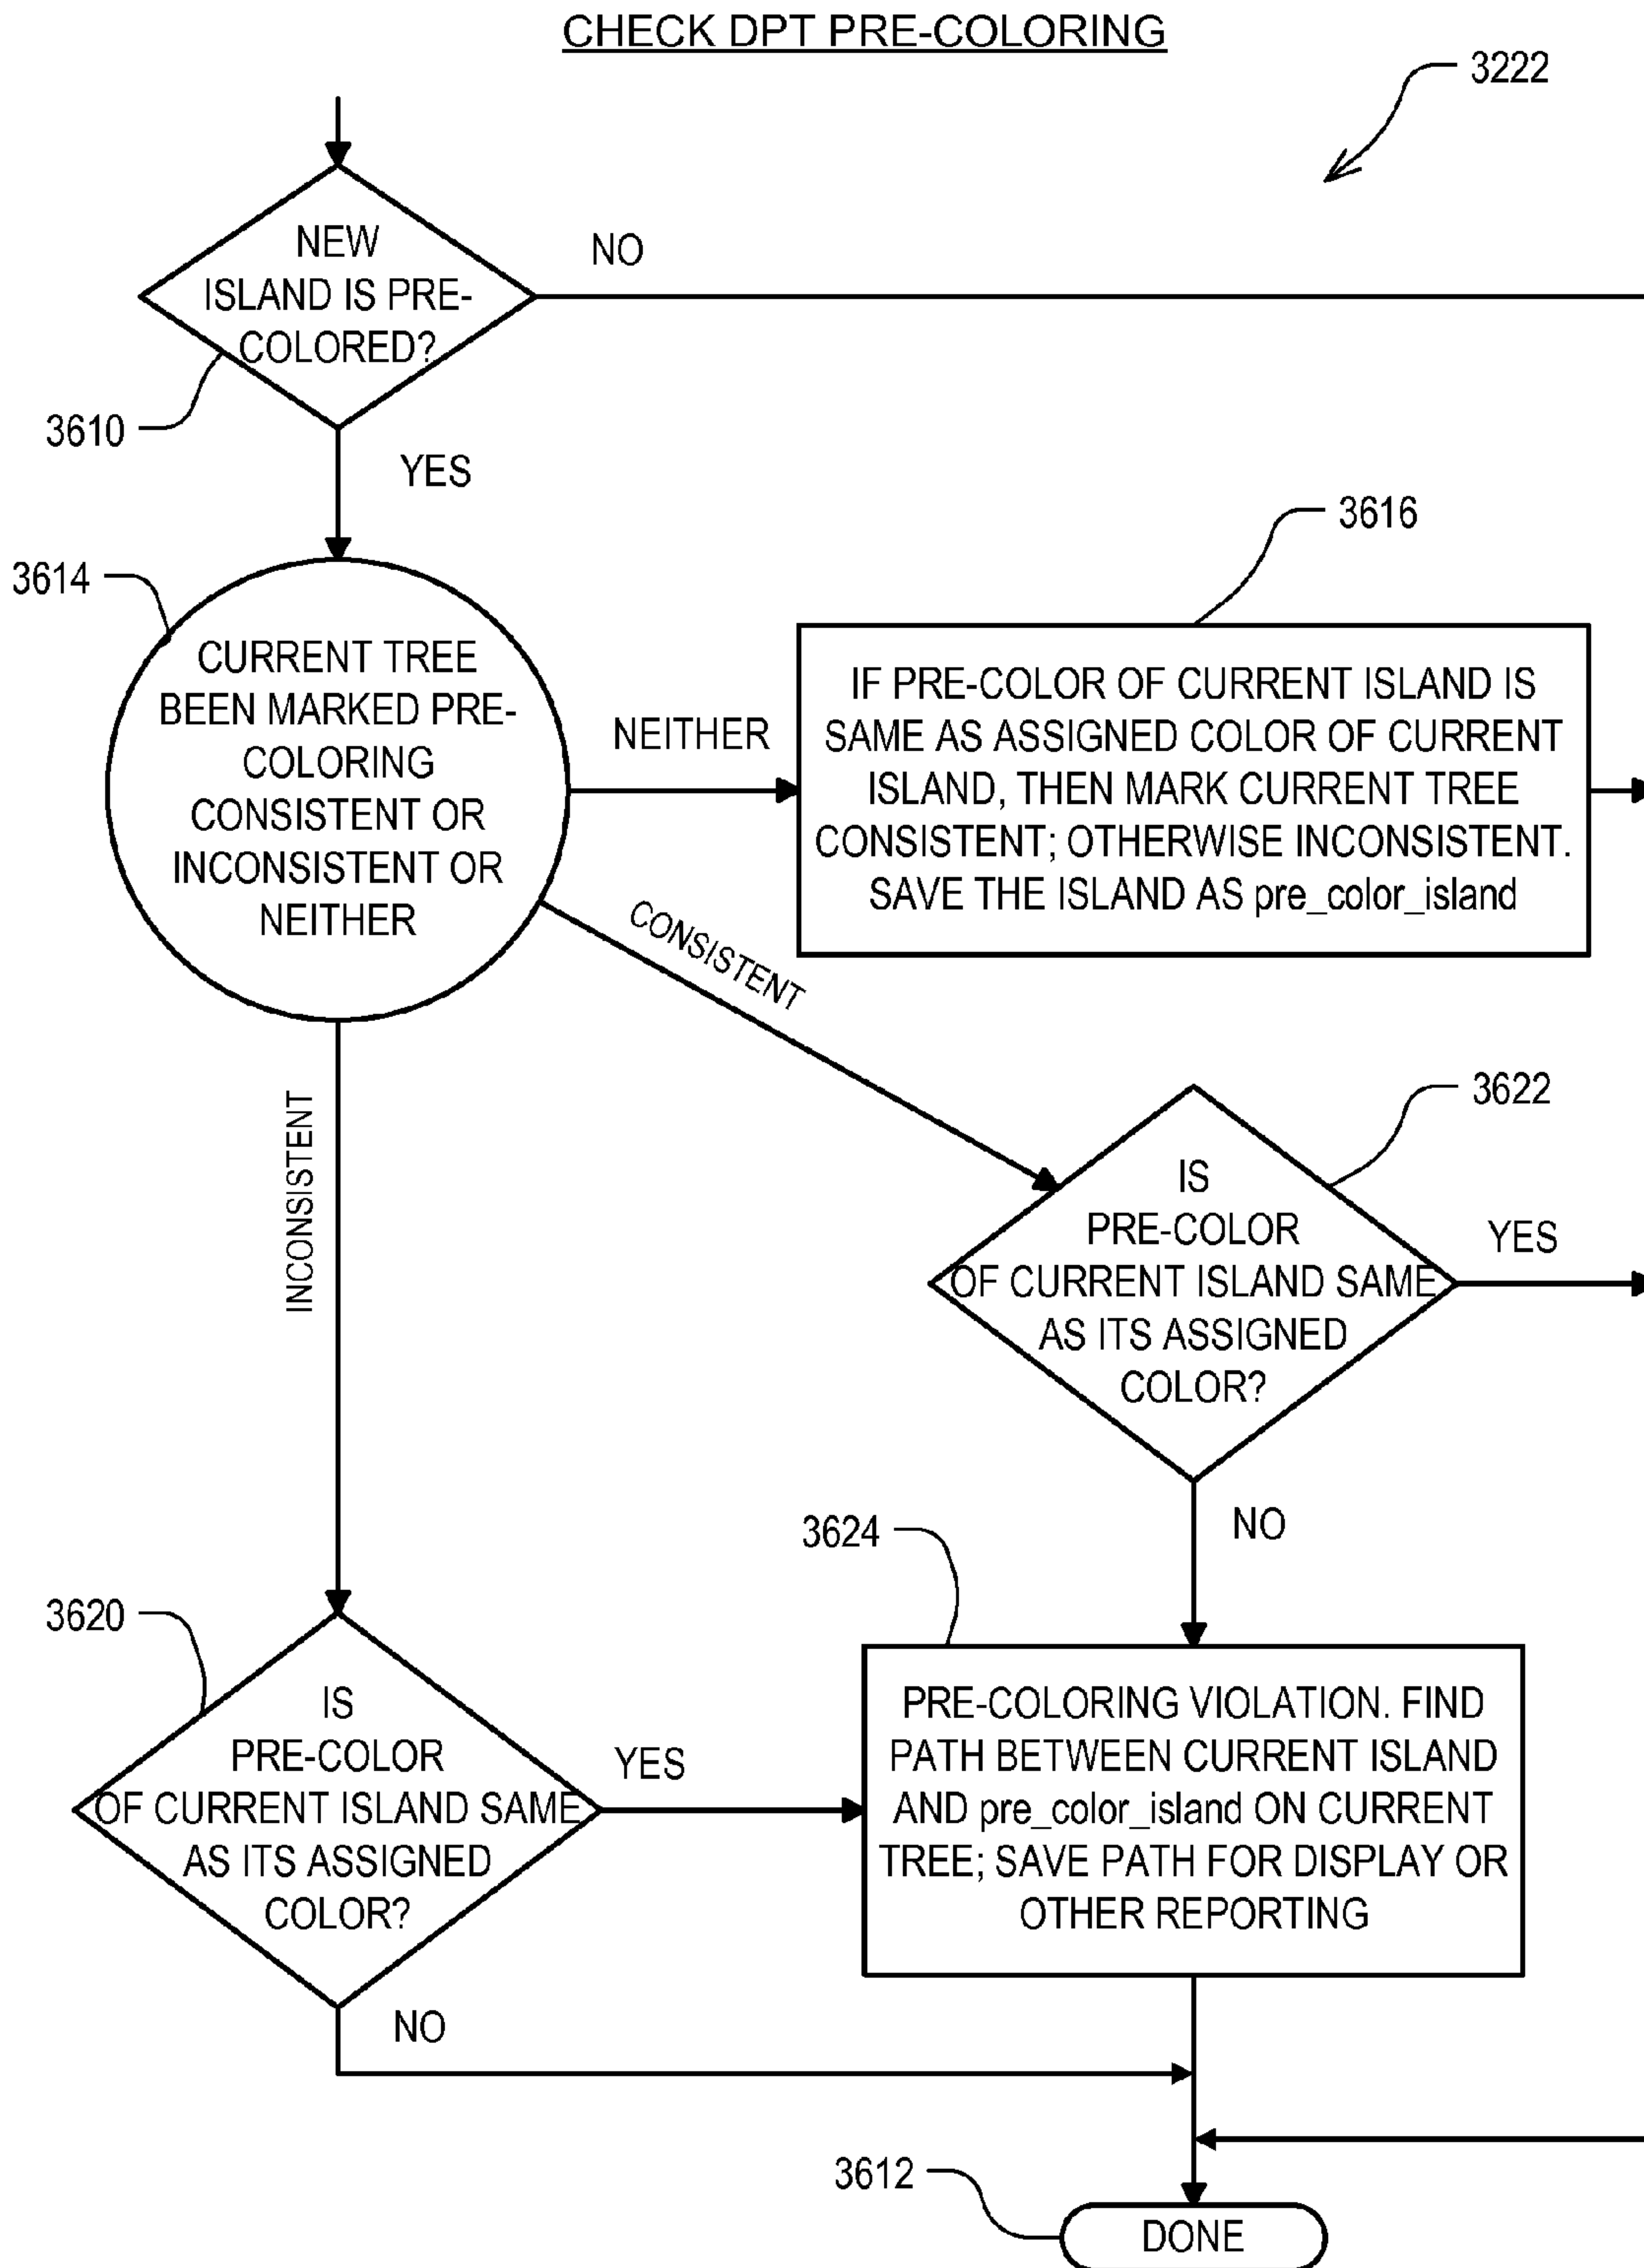 CHECK DPT PRE-COLORING
3222
NEW
ISLAND IS PRE-
COLORED?
NO
3610
YES
3616
3614
CURRENT TREE
BEEN MARKED PRE-
COLORING
CONSISTENT OR
INCONSISTENT OR
NEITHER
NEITHER
IF PRE-COLOR OF CURRENT ISLAND IS
SAME AS ASSIGNED COLOR OF CURRENT
ISLAND, THEN MARK CURRENT TREE
CONSISTENT; OTHERWISE INCONSISTENT.
SAVE THE ISLAND AS pre_color_island
CONSISTENT
INCONSISTENT
3622
IS
PRE-COLOR
OF CURRENT ISLAND SAME
AS ITS ASSIGNED
COLOR?
YES
NO
3624
3620
IS
PRE-COLOR
OF CURRENT ISLAND SAME
AS ITS ASSIGNED
COLOR?
YES
PRE-COLORING VIOLATION. FIND
PATH BETWEEN CURRENT ISLAND
AND pre_color_island ON CURRENT
TREE; SAVE PATH FOR DISPLAY OR
OTHER REPORTING
NO
3612
DONE